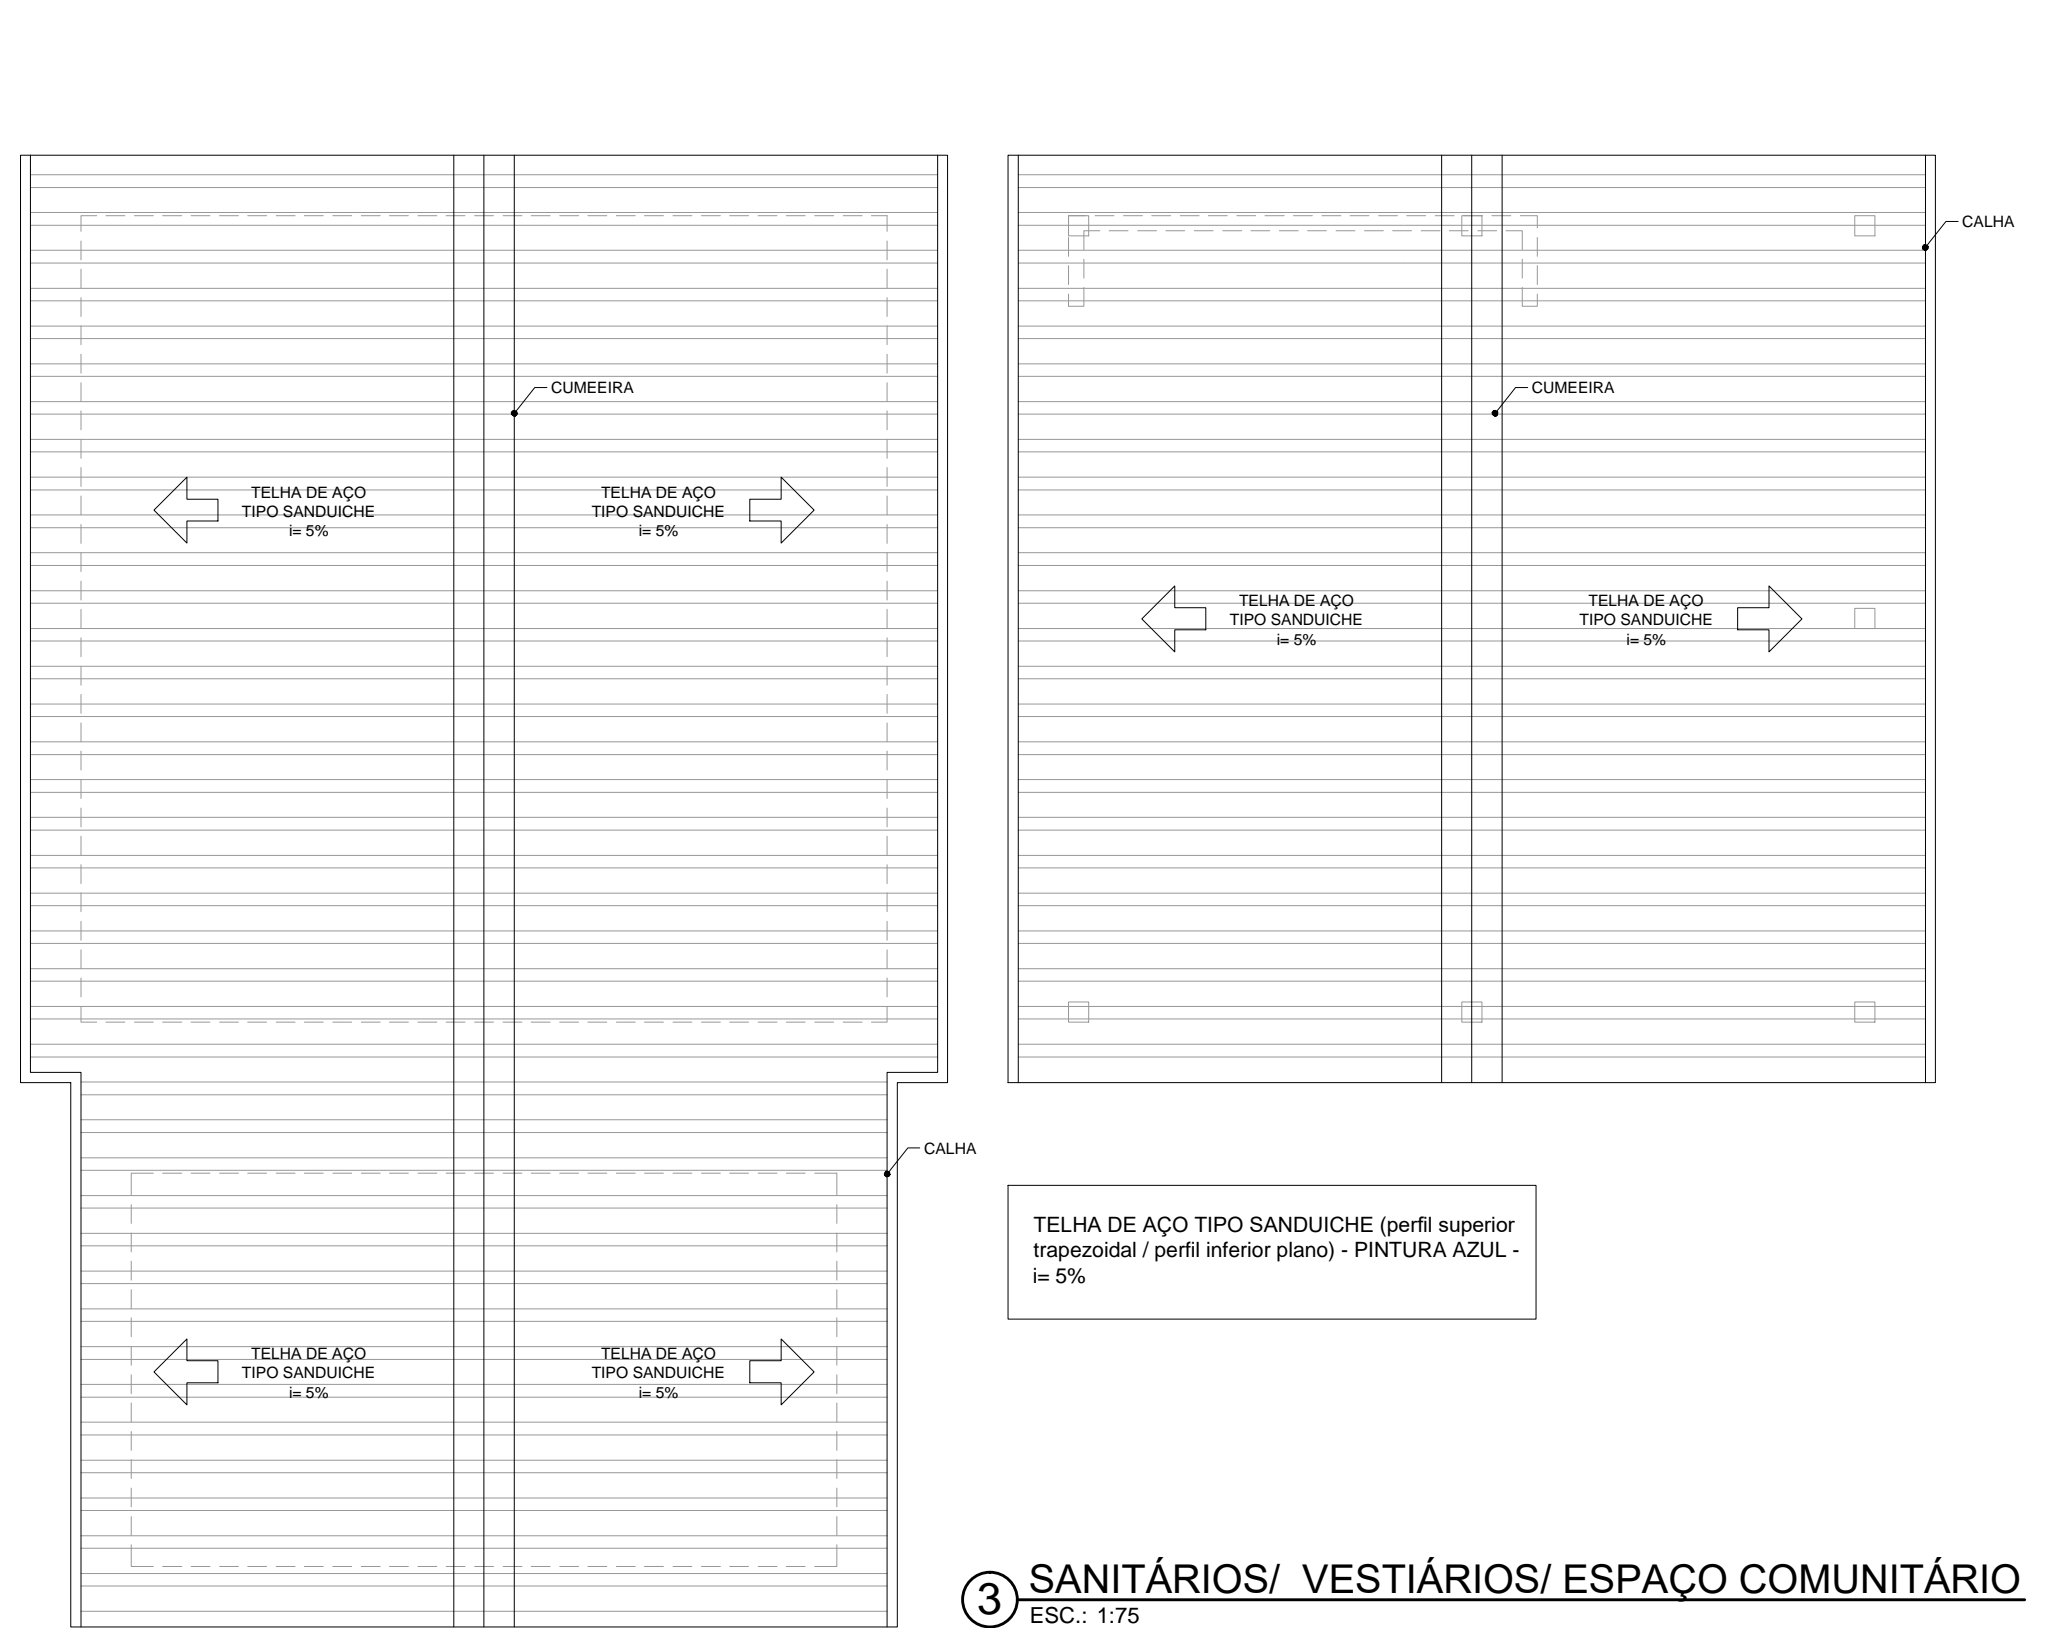 CALHA
CUMEEIRA
CUMEEIRA
TELHA DE AÇO
TIPO SANDUICHE
i= 5%
TELHA DE AÇO
TIPO SANDUICHE
i= 5%
TELHA DE AÇO
TIPO SANDUICHE
i= 5%
TELHA DE AÇO
TIPO SANDUICHE
i= 5%
CALHA
TELHA DE AÇO TIPO SANDUICHE (perfil superior
trapezoidal / perfil inferior plano) - PINTURA AZUL -
i= 5%
TELHA DE AÇO
TIPO SANDUICHE
i= 5%
TELHA DE AÇO
TIPO SANDUICHE
i= 5%
3 SANITÁRIOS/ VESTIÁRIOS/ ESPAÇO COMUNITÁRIO
ESC.: 1:75